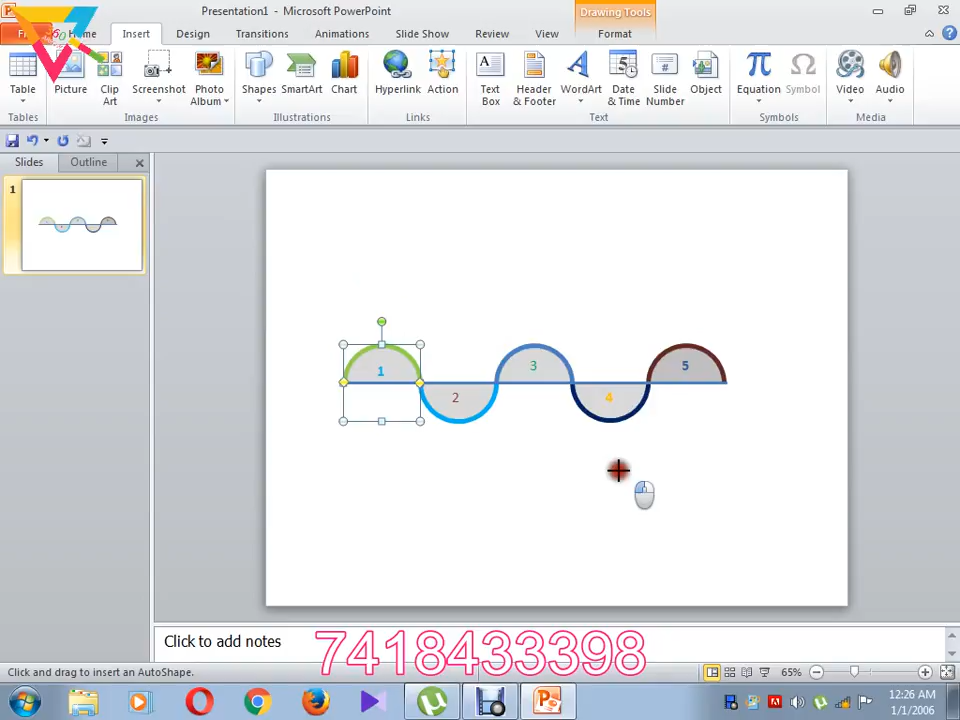 Presentation1 - Microsoft PowerPoint
Drawing Tools
Home Insert Design Transitions Animations Slide Show Review View Format
Table Picture Clip Art Screenshot Photo Album Shapes SmartArt Chart Hyperlink Action Text Box Header & Footer WordArt Date & Time Slide Number Object Equation Symbol Video Audio
Tables Images Illustrations Links Text Symbols Media
Slides Outline
1
1
2
3
4
5
Click to add notes
7418433398
Click and drag to insert an AutoShape.
65%
12:26 AM
1/1/2006